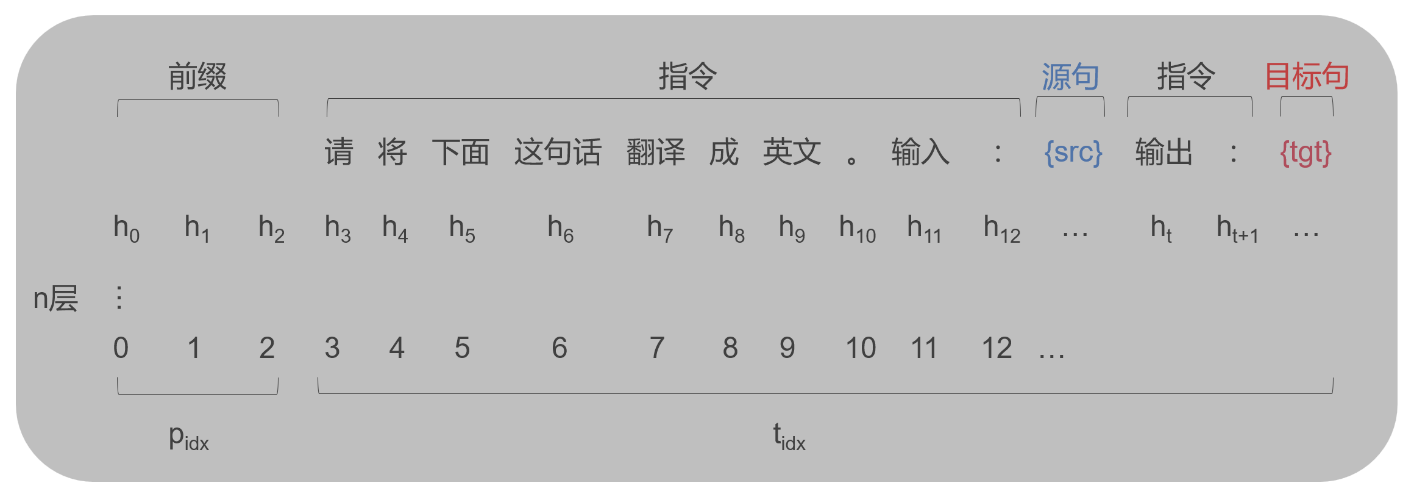 前缀 指令 源句 指令 目标句
请 将 下面 这句话 翻译 成 英文 。 输入 : {src} 输出 : {tgt}
h0 h1 h2 h3 h4 h5 h6 h7 h8 h9 h10 h11 h12 … ht ht+1 …
n层 ⋮
0 1 2 3 4 5 6 7 8 9 10 11 12 …
pidx tidx